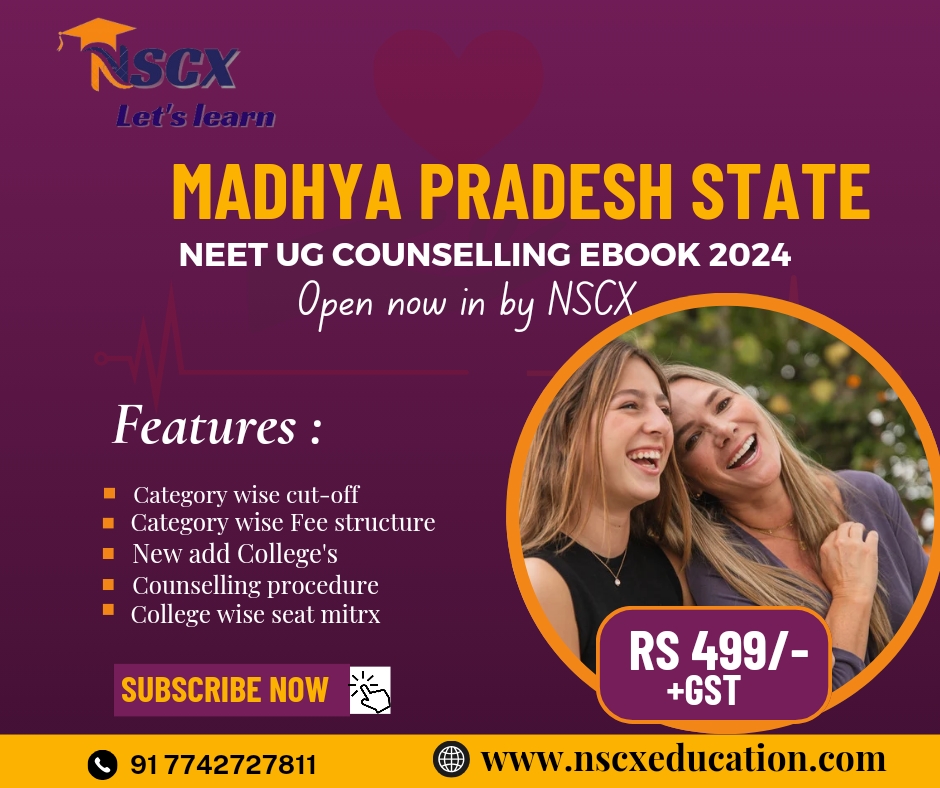 NSCX
Let's learn
MADHYA PRADESH STATE
NEET UG COUNSELLING EBOOK 2024
Open now in by NSCX
Features :
Category wise cut-off
Category wise Fee structure
New add College's
Counselling procedure
College wise seat mitrx
RS 499/-
+GST
SUBSCRIBE NOW
91 7742727811
www.nscxeducation.com